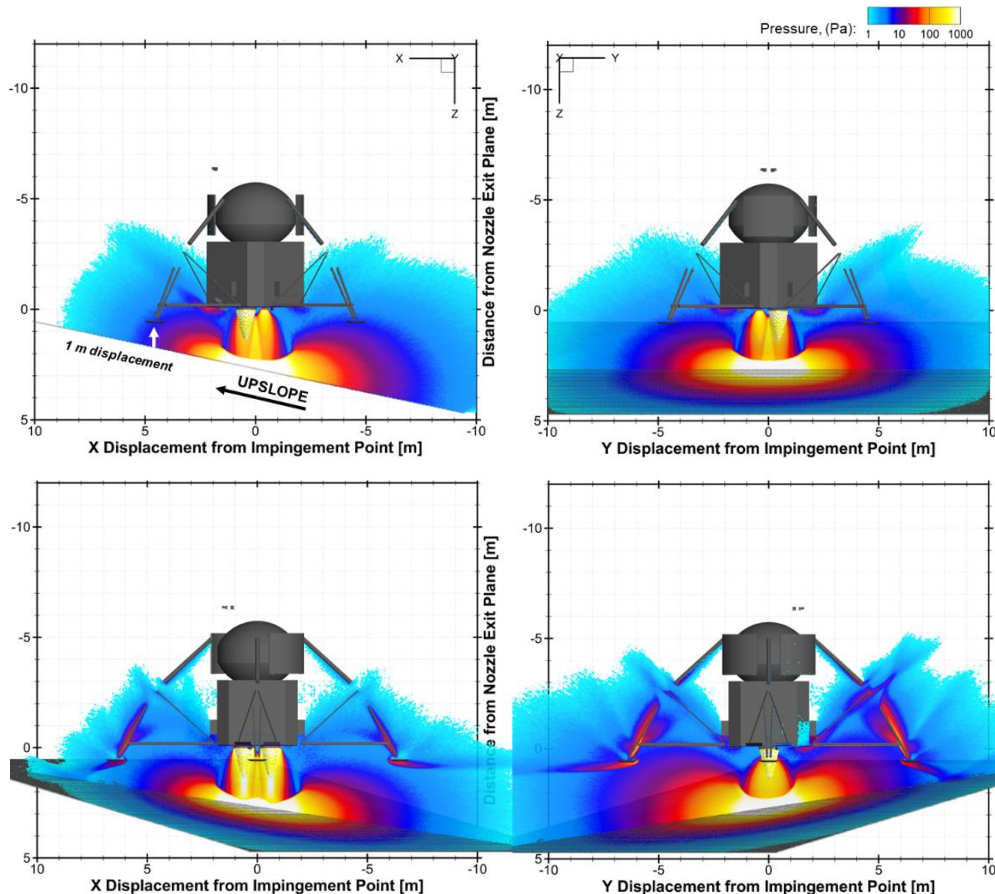 Pressure, (Pa):
1 10 100 1000
X Y
Z
X Y
Z
-10
-5
0
5
1 m displacement
UPSLOPE
10 5 0 -5 -10
X Displacement from Impingement Point [m]
Distance from Nozzle Exit Plane [m]
-10
-5
0
5
-10 -5 0 5 10
Y Displacement from Impingement Point [m]
-10
-5
0
5
10 5 0 -5 -10
X Displacement from Impingement Point [m]
Distance from Nozzle Exit Plane [m]
-10
-5
0
5
-10 -5 0 5 10
Y Displacement from Impingement Point [m]